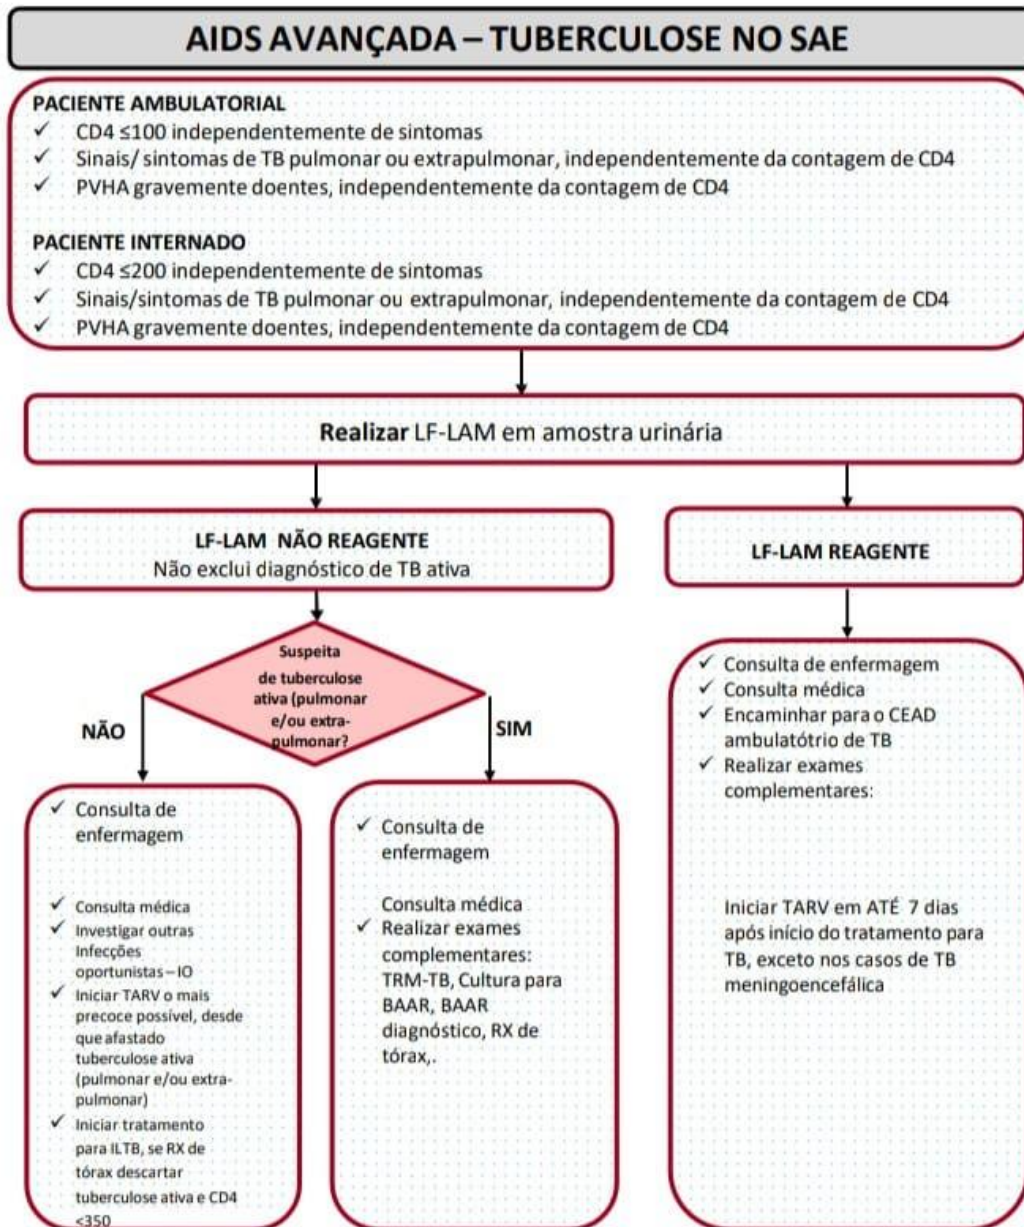 AIDS AVANÇADA – TUBERCULOSE NO SAE
PACIENTE AMBULATORIAL
✓ CD4 ≤100 independentemente de sintomas
✓ Sinais/ sintomas de TB pulmonar ou extrapulmonar, independentemente da contagem de CD4
✓ PVHA gravemente doentes, independentemente da contagem de CD4
PACIENTE INTERNADO
✓ CD4 ≤200 independentemente de sintomas
✓ Sinais/sintomas de TB pulmonar ou extrapulmonar, independentemente da contagem de CD4
✓ PVHA gravemente doentes, independentemente da contagem de CD4
Realizar LF-LAM em amostra urinária
LF-LAM NÃO REAGENTE
Não exclui diagnóstico de TB ativa
LF-LAM REAGENTE
Suspeita
de tuberculose
ativa (pulmonar
e/ou extra-
pulmonar?
NÃO
SIM
✓ Consulta de
enfermagem
✓ Consulta médica
✓ Investigar outras
Infecções
oportunistas – IO
✓ Iniciar TARV o mais
precoce possível, desde
que afastado
tuberculose ativa
(pulmonar e/ou extra-
pulmonar)
✓ Iniciar tratamento
para ILTB, se RX de
tórax descartar
tuberculose ativa e CD4
<350
✓ Consulta de
enfermagem
Consulta médica
✓ Realizar exames
complementares:
TRM-TB, Cultura para
BAAR, BAAR
diagnóstico, RX de
tórax,.
✓ Consulta de enfermagem
✓ Consulta médica
✓ Encaminhar para o CEAD
ambulatótrio de TB
✓ Realizar exames
complementares:
Iniciar TARV em ATÉ 7 dias
após início do tratamento para
TB, exceto nos casos de TB
meningoencefálica